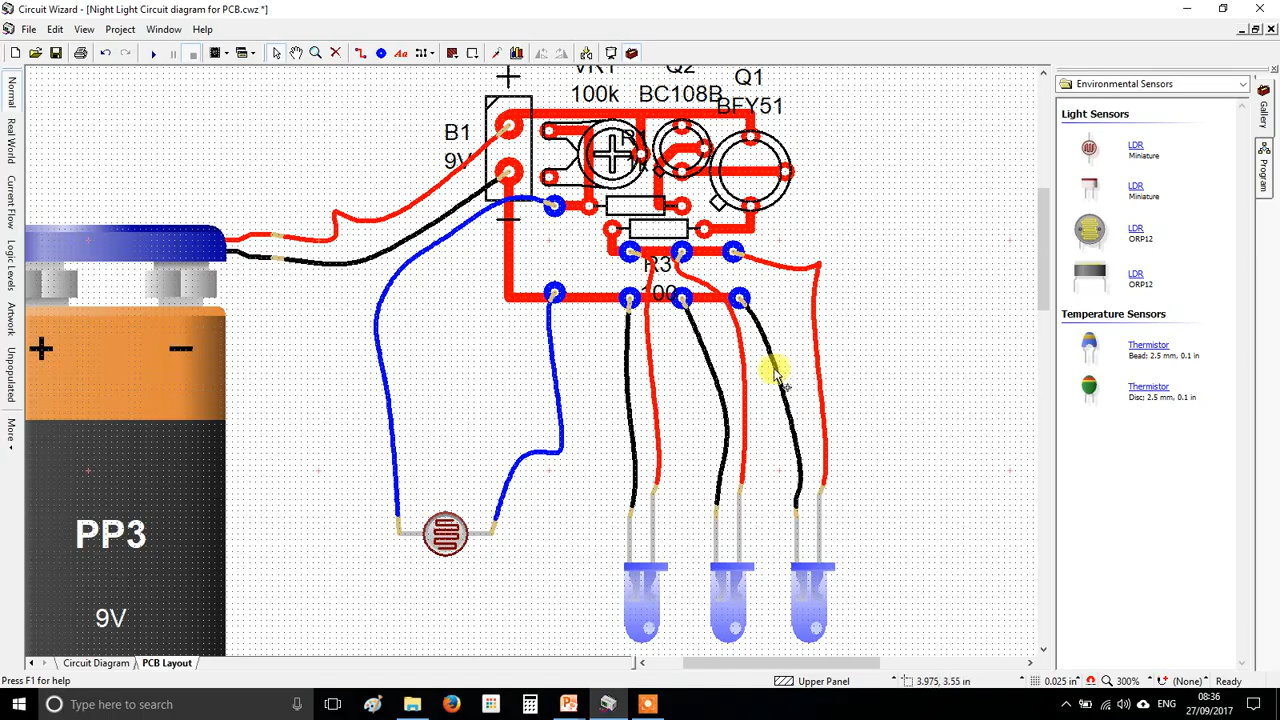 Circuit Wizard - [Night Light Circuit diagram for PCB.cwz *]
File Edit View Project Window Help
Normal
Real World
Current Flow
Logic Levels
Artwork
Unpopulated
More
Environmental Sensors
Light Sensors
LDR
Miniature
LDR
Miniature
LDR
ORP12
LDR
ORP12
Temperature Sensors
Thermistor
Bead; 2.5 mm, 0.1 in
Thermistor
Disc; 2.5 mm, 0.1 in
Gallery
Program
+
VR1
100k
Q2
BC108B
Q1
BFY51
B1
9V
R3
+ -
PP3
9V
Circuit Diagram PCB Layout
Press F1 for help
Upper Panel
3.975, 3.55 in
0.025 in
300%
(None)
Ready
Type here to search
ENG
08:36
27/09/2017